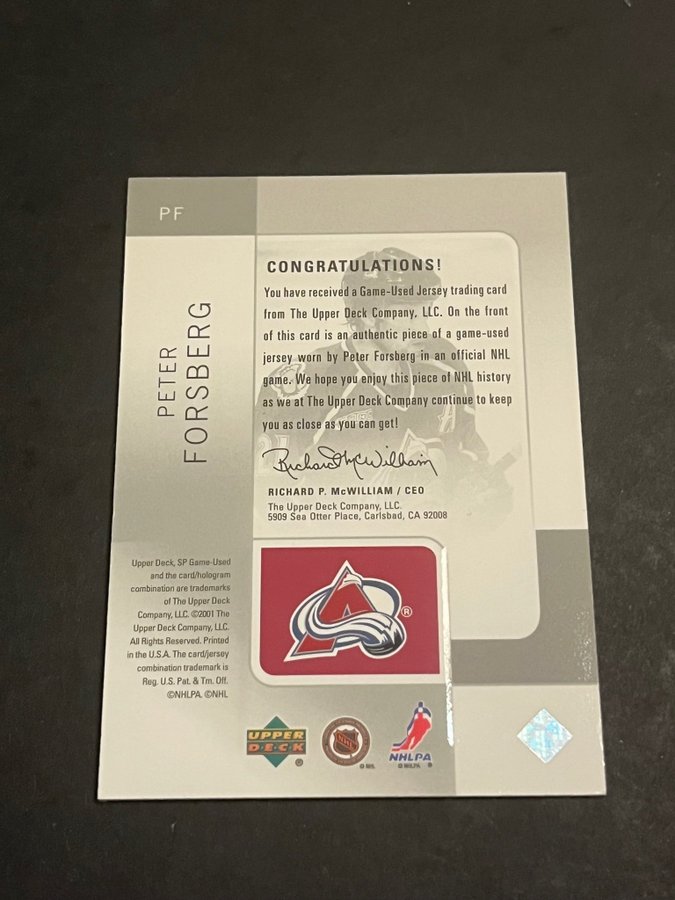 PF
PETER
FORSBERG
CONGRATULATIONS!
You have received a Game-Used Jersey trading card
from The Upper Deck Company, LLC. On the front
of this card is an authentic piece of a game-used
jersey worn by Peter Forsberg in an official NHL
game. We hope you enjoy this piece of NHL history
as we at The Upper Deck Company continue to keep
you as close as you can get!
Richard P. McWilliam
RICHARD P. McWILLIAM / CEO
The Upper Deck Company, LLC.
5909 Sea Otter Place, Carlsbad, CA 92008
Upper Deck, SP Game-Used
and the card/hologram
combination are trademarks
of The Upper Deck
Company, LLC. ©2001 The
Upper Deck Company, LLC.
All Rights Reserved. Printed
in the U.S.A. The card/jersey
combination trademark is
Reg. U.S. Pat. & Tm. Off.
©NHLPA. ©NHL
A ®
UPPER
DECK ®
NHL
© NHL
NHLPA
© NHLPA ®